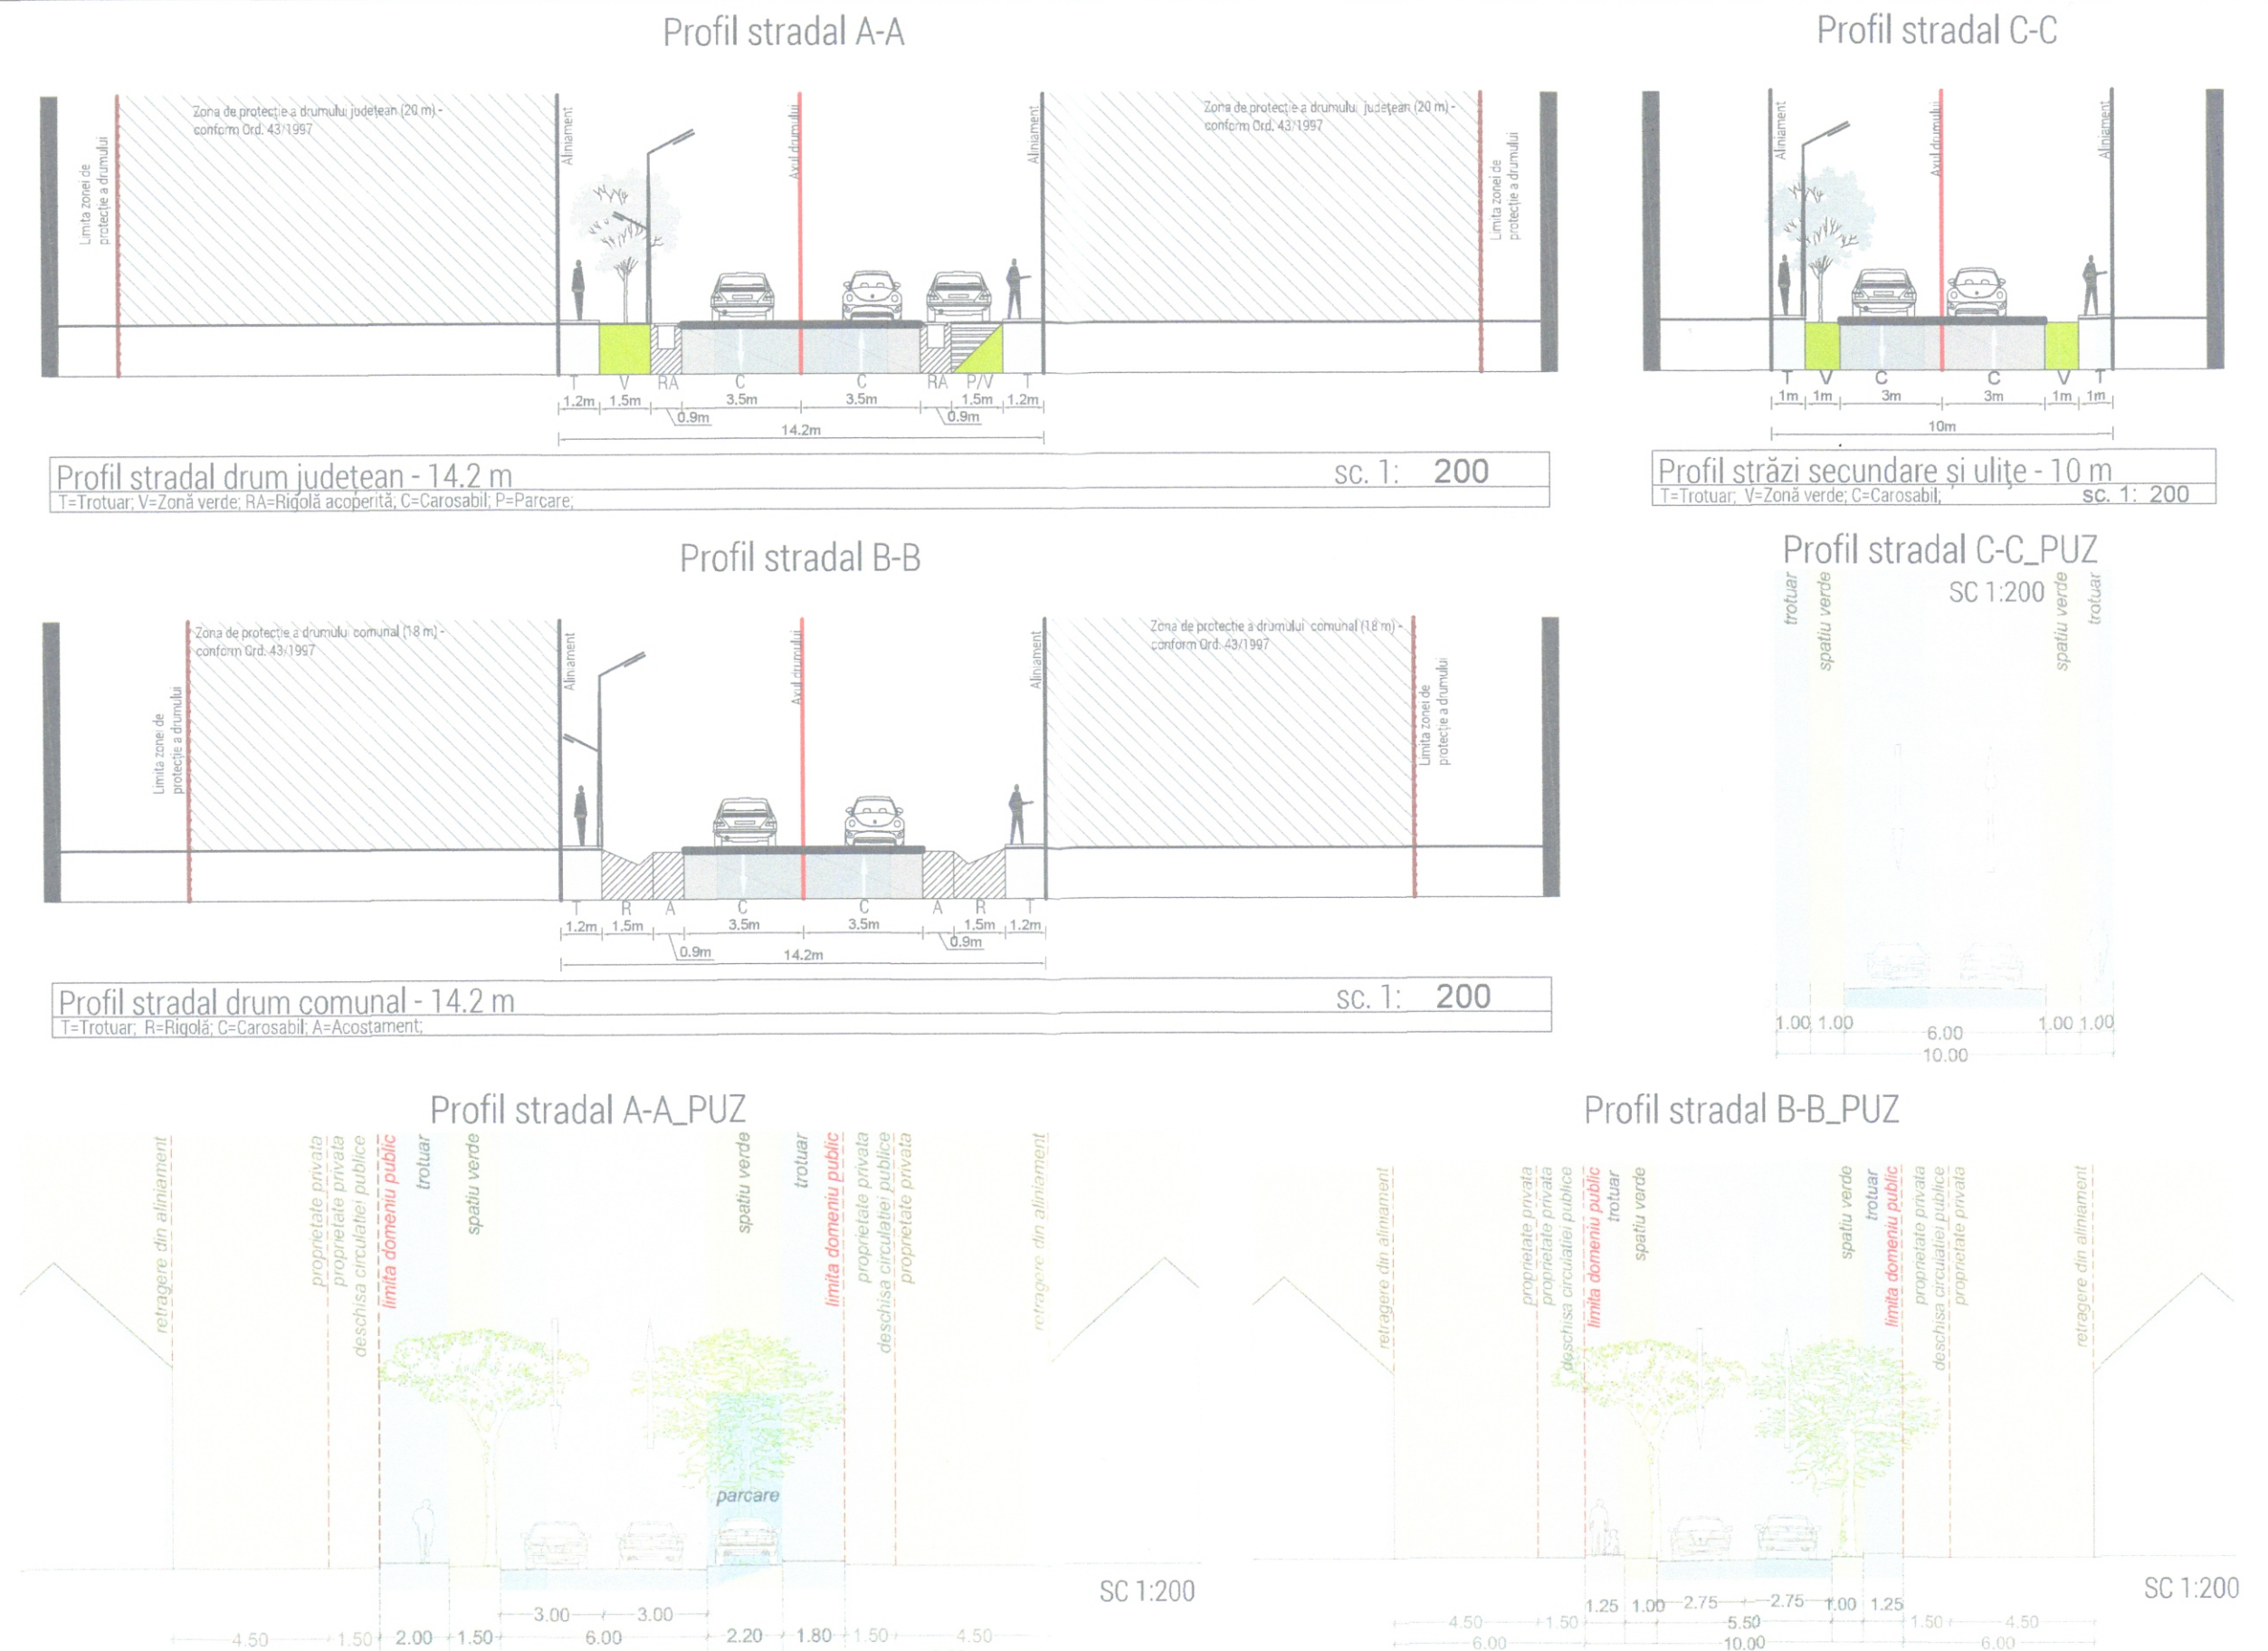 Profil stradal A-A
Zona de protecție a drumului județean (20 m) -
conform Ord. 43/1997
Zona de protecție a drumului județean (20 m) -
conform Ord. 43/1997
Limita zonei de
protecție a drumului
Aliniament
Axul drumului
Aliniament
Limita zonei de
protecție a drumului
T V RA C C RA P/V T
1.2m 1.5m 3.5m 3.5m 1.5m 1.2m
0.9m 0.9m
14.2m
Profil stradal drum județean - 14.2 m sc. 1: 200
T=Trotuar; V=Zonă verde; RA=Rigolă acoperită; C=Carosabil; P=Parcare;
Profil stradal C-C
Aliniament
Axul drumului
Aliniament
T V C C V T
1m 1m 3m 3m 1m 1m
10m
Profil străzi secundare și ulițe - 10 m
T=Trotuar; V=Zonă verde; C=Carosabil; sc. 1: 200
Profil stradal B-B
Zona de protecție a drumului comunal (18 m) -
conform Ord. 43/1997
Zona de protecție a drumului comunal (18 m) -
conform Ord. 43/1997
Limita zonei de
protecție a drumului
Aliniament
Axul drumului
Aliniament
Limita zonei de
protecție a drumului
T R A C C A R T
1.2m 1.5m 3.5m 3.5m 1.5m 1.2m
0.9m 0.9m
14.2m
Profil stradal drum comunal - 14.2 m sc. 1: 200
T=Trotuar; R=Rigolă; C=Carosabil; A=Acostament;
Profil stradal C-C_PUZ
SC 1:200
trotuar
spatiu verde
spatiu verde
trotuar
1.00 1.00 6.00 1.00 1.00
10.00
Profil stradal A-A_PUZ
retragere din aliniament
proprietate privata
proprietate privata
deschisa circulatiei publice
limita domeniu public
trotuar
spatiu verde
spatiu verde
trotuar
limita domeniu public
proprietate privata
deschisa circulatiei publice
proprietate privata
retragere din aliniament
parcare
SC 1:200
3.00 3.00
4.50 1.50 2.00 1.50 6.00 2.20 1.80 1.50 4.50
Profil stradal B-B_PUZ
retragere din aliniament
proprietate privata
proprietate privata
deschisa circulatiei publice
limita domeniu public
trotuar
spatiu verde
spatiu verde
trotuar
limita domeniu public
proprietate privata
deschisa circulatiei publice
proprietate privata
retragere din aliniament
SC 1:200
1.25 1.00 2.75 2.75 1.00 1.25
4.50 1.50 5.50 1.50 4.50
6.00 10.00 6.00